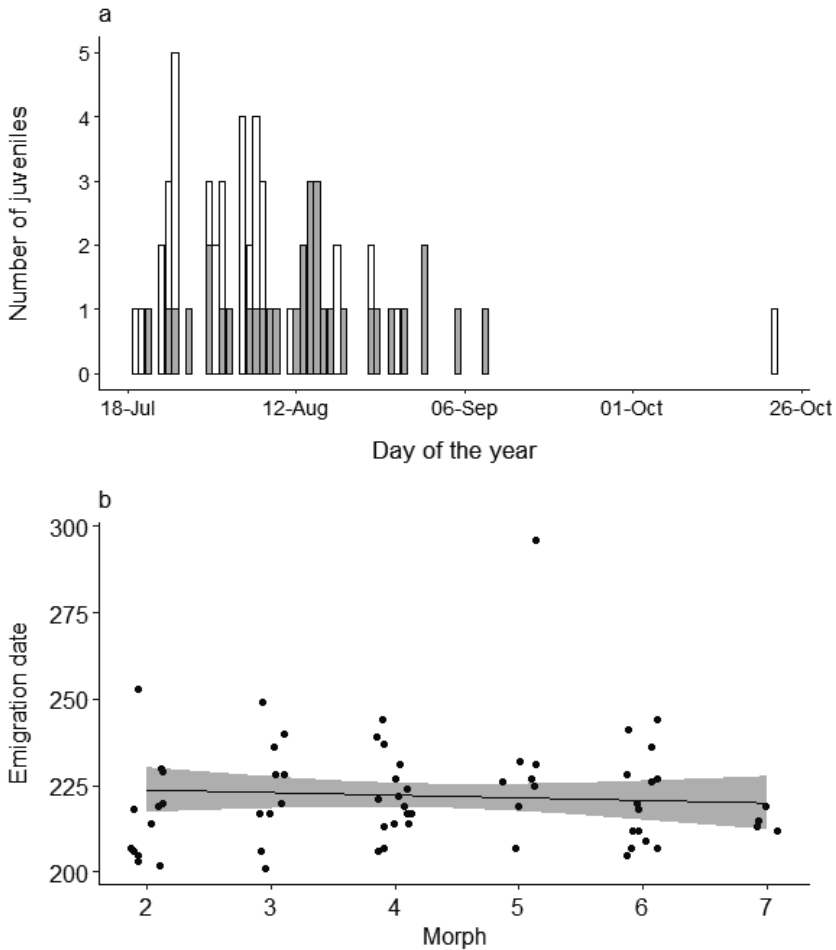 a
Number of juveniles
5
4
3
2
1
0
18-Jul 12-Aug 06-Sep 01-Oct 26-Oct
Day of the year
b
Emigration date
300
275
250
225
200
2 3 4 5 6 7
Morph